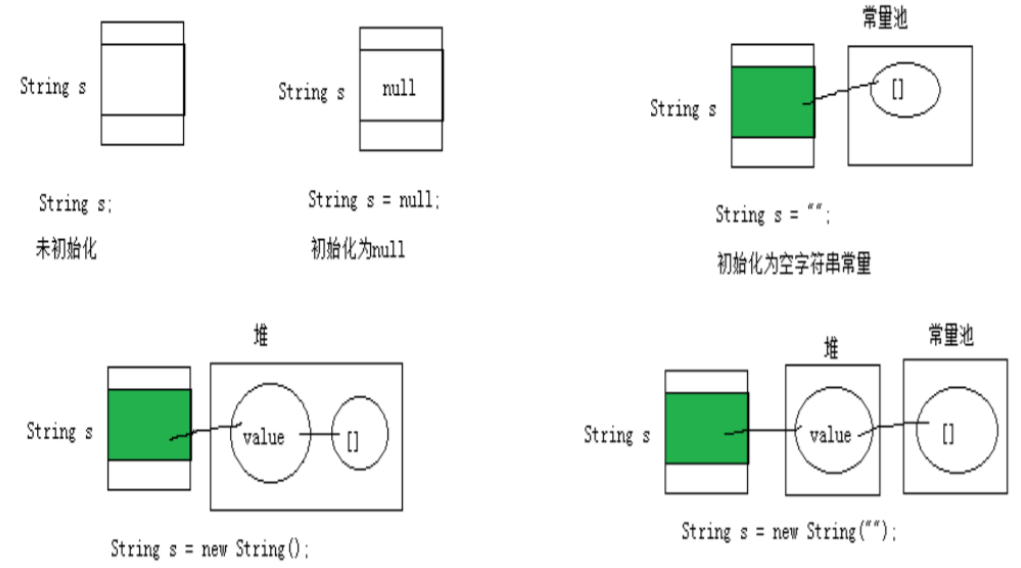 String s
String s;
未初始化
String s
null
String s = null;
初始化为null
常量池
String s
[]
String s = "";
初始化为空字符串常量
堆
String s
value
[]
String s = new String();
堆
常量池
String s
value
[]
String s = new String("");